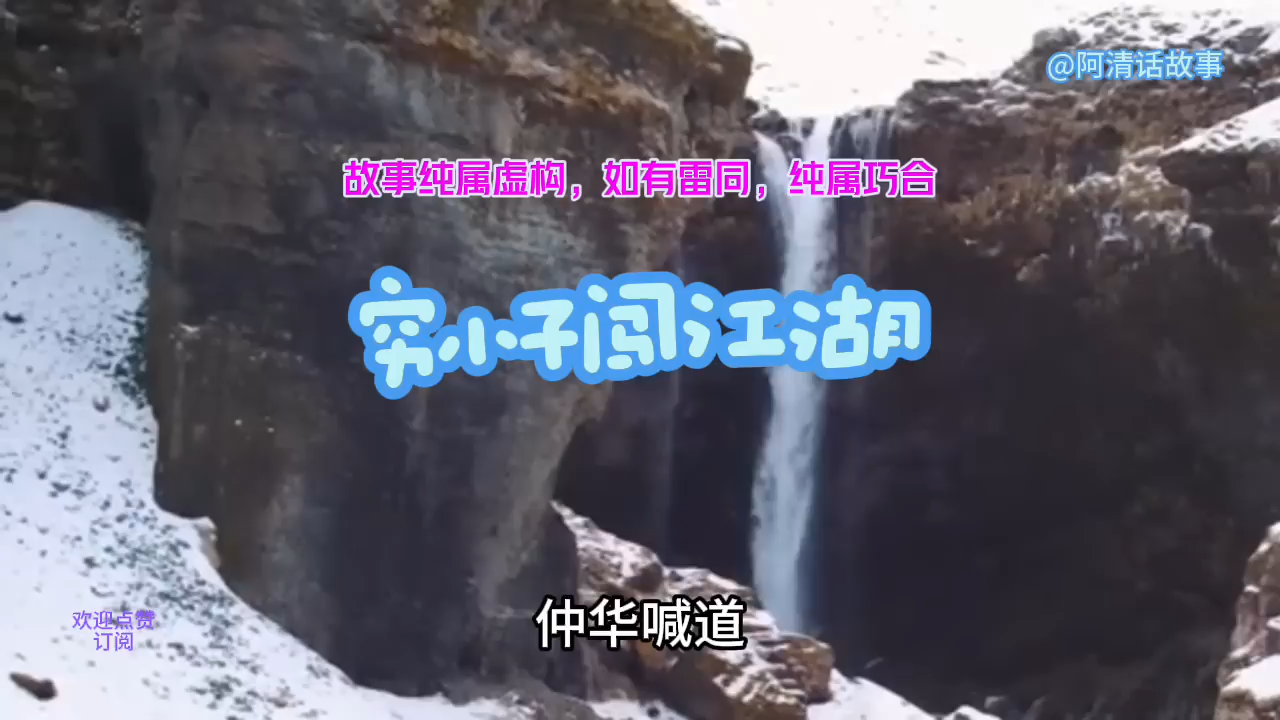 @阿清话故事
故事纯属虚构，如有雷同，纯属巧合
穷小子闯江湖
仲华喊道
欢迎点赞
订阅